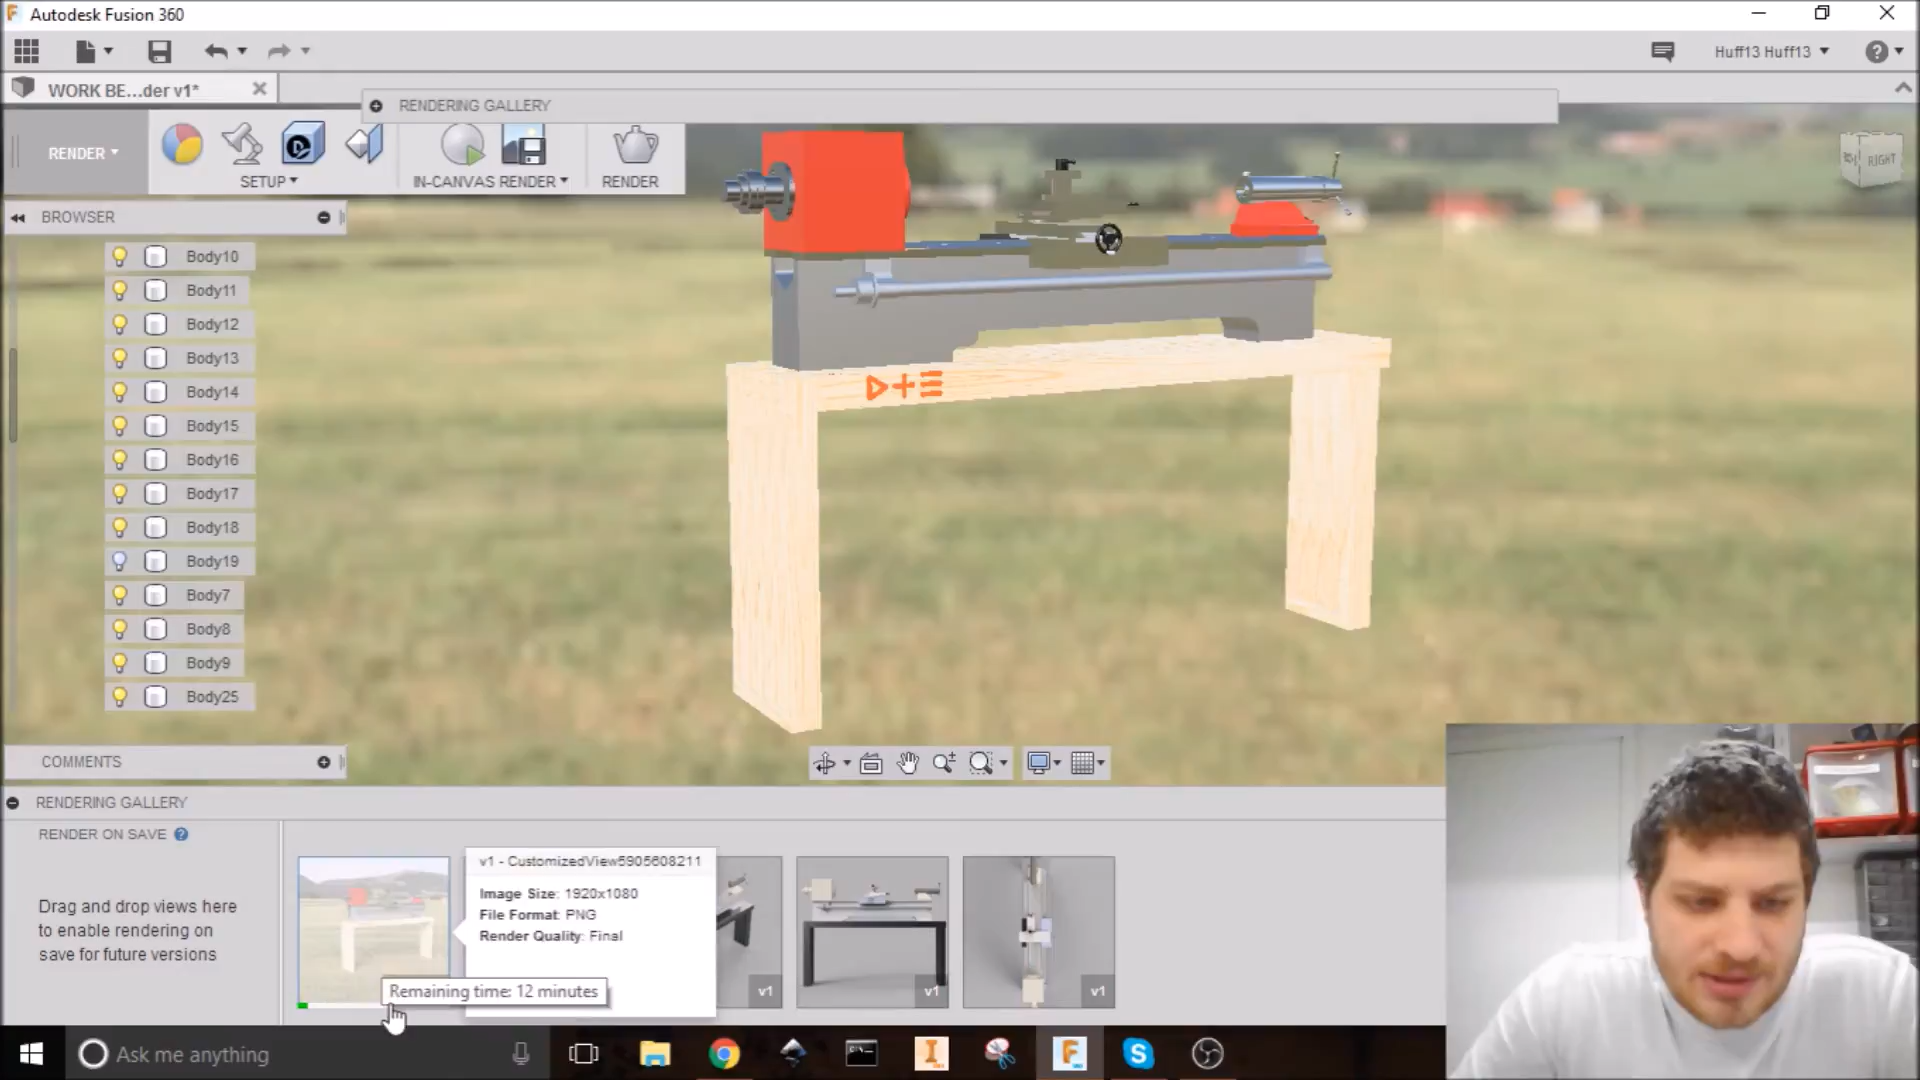 Autodesk Fusion 360
Huff13 Huff13
WORK BE...der v1*
RENDERING GALLERY
RENDER
SETUP
IN-CANVAS RENDER
RENDER
RIGHT
BROWSER
Body10
Body11
Body12
Body13
Body14
Body15
Body16
Body17
Body18
Body19
Body7
Body8
Body9
Body25
COMMENTS
RENDERING GALLERY
RENDER ON SAVE
Drag and drop views here
to enable rendering on
save for future versions
v1 - CustomizedView5905608211
Image Size: 1920x1080
File Format: PNG
Render Quality: Final
Remaining time: 12 minutes
v1
v1
v1
Ask me anything